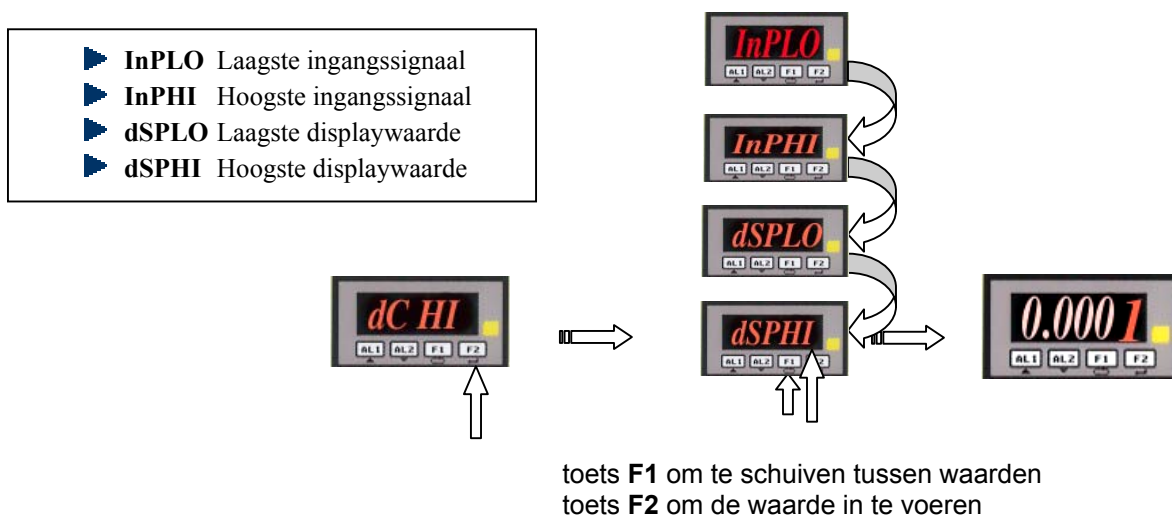 InPLO Laagste ingangssignaal
InPHI Hoogste ingangssignaal
dSPLO Laagste displaywaarde
dSPHI Hoogste displaywaarde
InPLO
AL1 AL2 F1 F2
InPHI
AL1 AL2 F1 F2
dSPLO
AL1 AL2 F1 F2
dC HI
AL1 AL2 F1 F2
dSPHI
AL1 AL2 F1 F2
0.0001
AL1 AL2 F1 F2
toets F1 om te schuiven tussen waarden
toets F2 om de waarde in te voeren